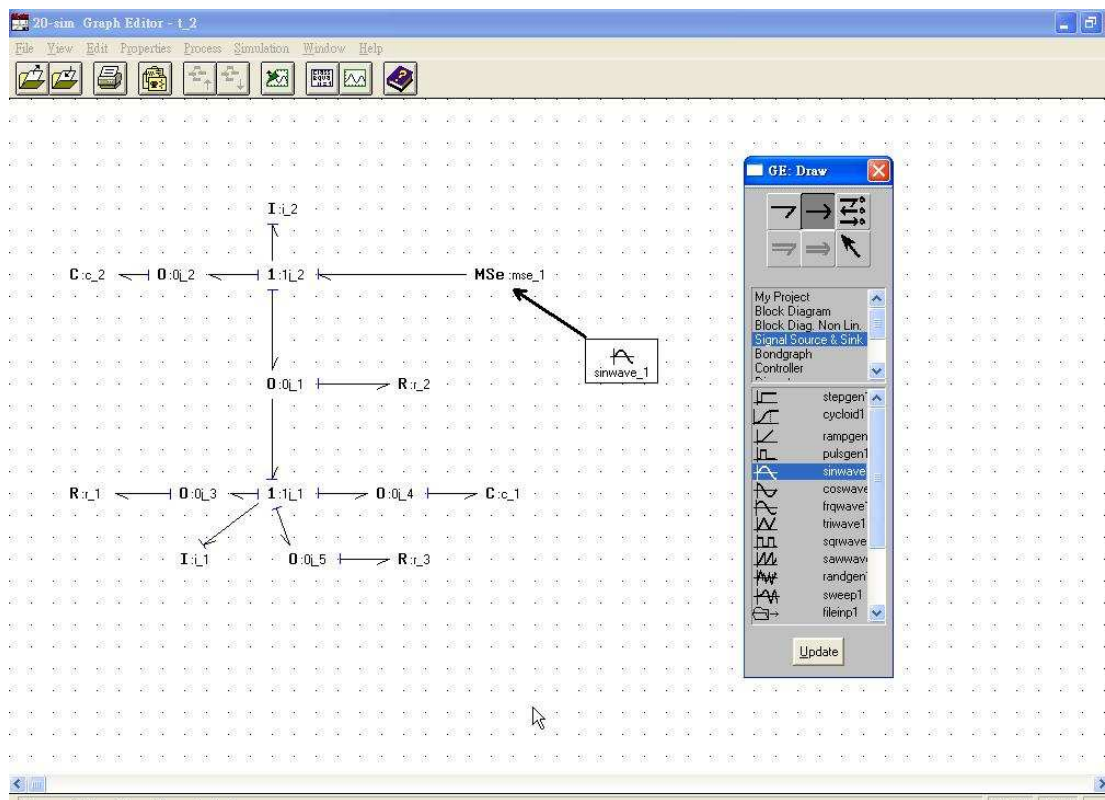 20-sim Graph Editor - t_2
File View Edit Properties Process Simulation Window Help
GE: Draw
I :i_2
C :c_2 0 :0j_2 1 :1j_2 MSe :mse_1
My Project
Block Diagram
Block Diag. Non Lin.
Signal Source & Sink
Bondgraph
Controller
sinwave_1
0 :0j_1 R :r_2
stepgen
cycloid1
rampgen
pulsgen1
sinwave
coswave
frqwave
triwave1
sqrwave
sawwav
randgen
sweep1
fileinp1
R :r_1 0 :0j_3 1 :1j_1 0 :0j_4 C :c_1
I :i_1 0 :0j_5 R :r_3
Update